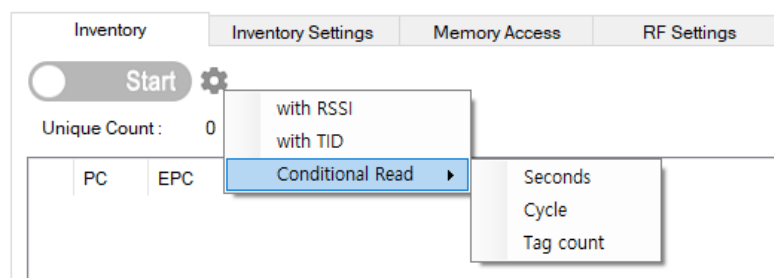 Inventory Inventory Settings Memory Access RF Settings
Start
with RSSI
Unique Count : 0
with TID
PC EPC
Conditional Read
Seconds
Cycle
Tag count